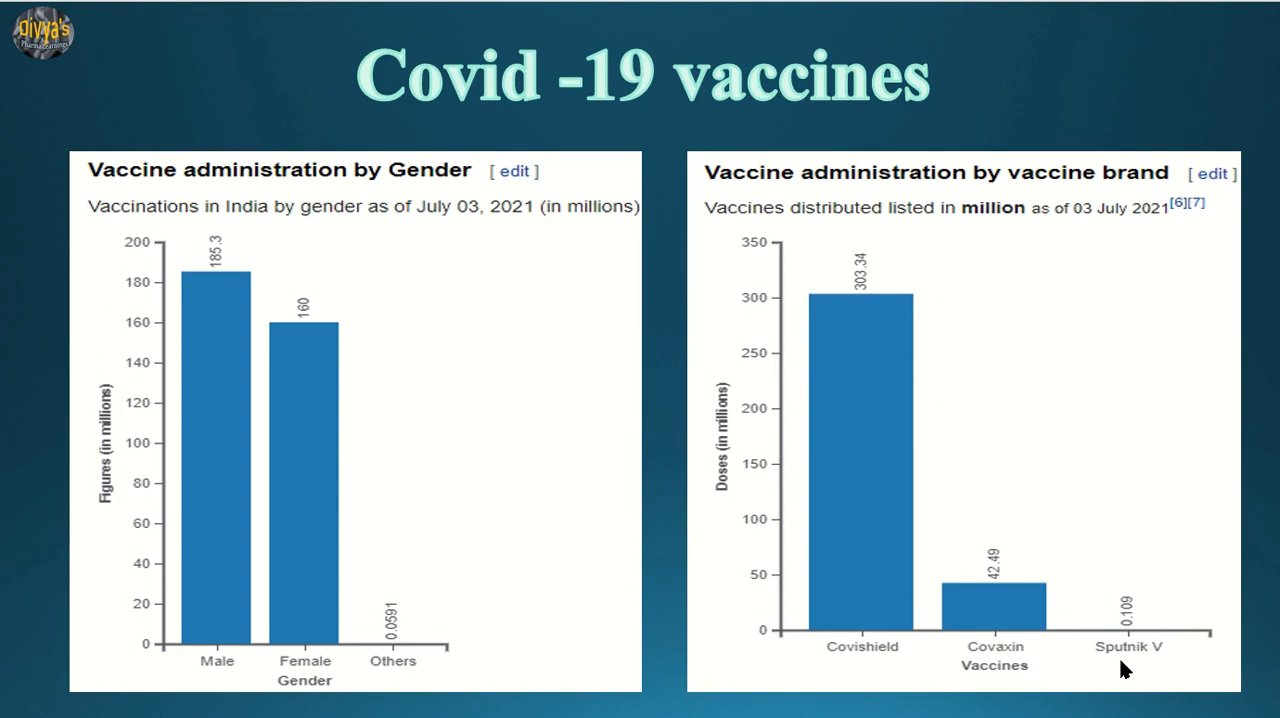 Divya's
Pharma Learnings
Covid -19 vaccines
Vaccine administration by Gender [ edit ]
Vaccinations in India by gender as of July 03, 2021 (in millions)
Figures (in millions)
200
180
160
140
120
100
80
60
40
20
0
185.3
160
0.0591
Male Female Others
Gender
Vaccine administration by vaccine brand [ edit ]
Vaccines distributed listed in million as of 03 July 2021[6][7]
Doses (in millions)
350
300
250
200
150
100
50
0
303.34
42.49
0.109
Covishield Covaxin Sputnik V
Vaccines